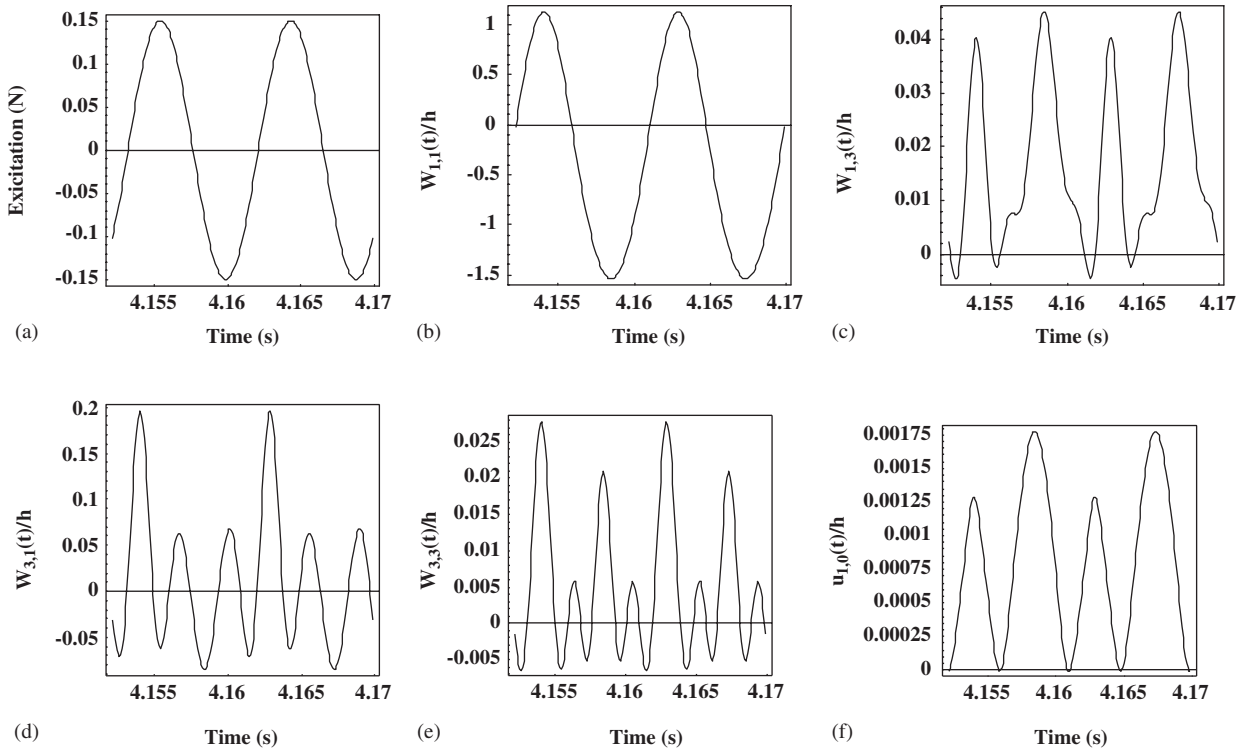 0.15
0.1
0.05
0
-0.05
-0.1
-0.15
Exicitation (N)
4.155 4.16 4.165 4.17
Time (s)
(a)
1
0.5
0
-0.5
-1
-1.5
W1,1(t)/h
4.155 4.16 4.165 4.17
Time (s)
(b)
0.04
0.03
0.02
0.01
0
W1,3(t)/h
4.155 4.16 4.165 4.17
Time (s)
(c)
0.2
0.15
0.1
0.05
0
-0.05
W3,1(t)/h
4.155 4.16 4.165 4.17
Time (s)
(d)
0.025
0.02
0.015
0.01
0.005
0
-0.005
W3,3(t)/h
4.155 4.16 4.165 4.17
Time (s)
(e)
0.00175
0.0015
0.00125
0.001
0.00075
0.0005
0.00025
0
u1,0(t)/h
4.155 4.16 4.165 4.17
Time (s)
(f)